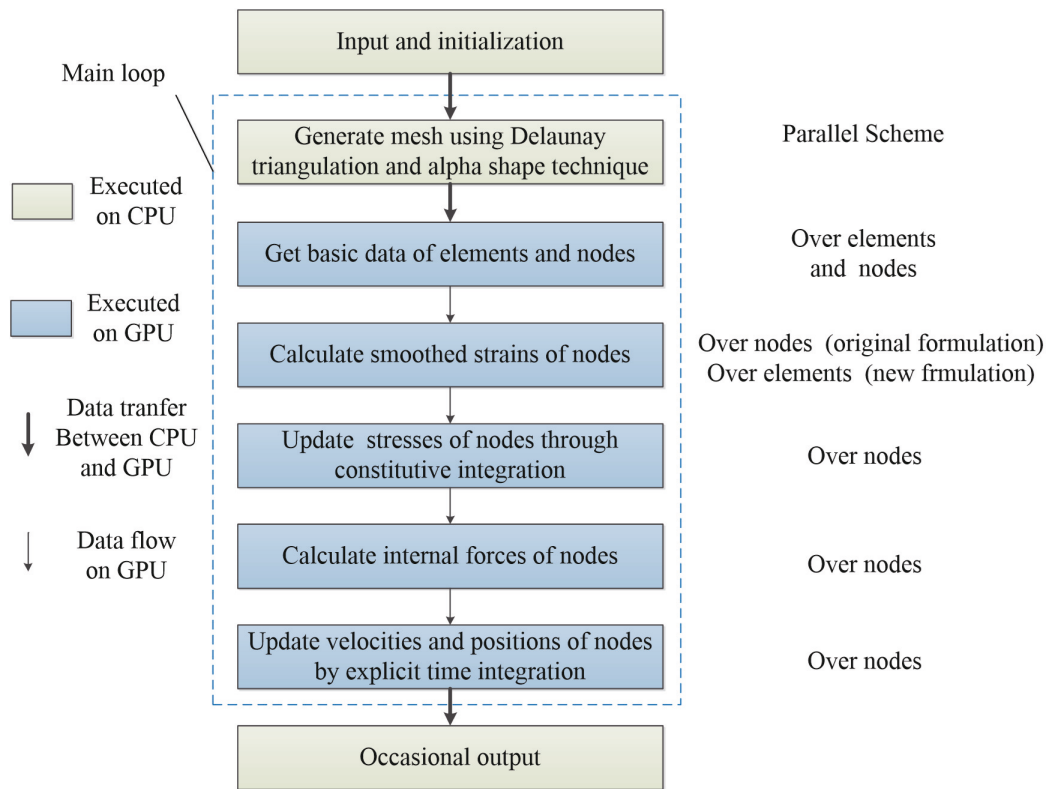 Input and initialization
Main loop
Generate mesh using Delaunay
triangulation and alpha shape technique
Parallel Scheme
Executed
on CPU
Get basic data of elements and nodes
Over elements
and nodes
Executed
on GPU
Calculate smoothed strains of nodes
Over nodes (original formulation)
Over elements (new frmulation)
Data tranfer
Between CPU
and GPU
Update stresses of nodes through
constitutive integration
Over nodes
Data flow
on GPU
Calculate internal forces of nodes
Over nodes
Update velocities and positions of nodes
by explicit time integration
Over nodes
Occasional output